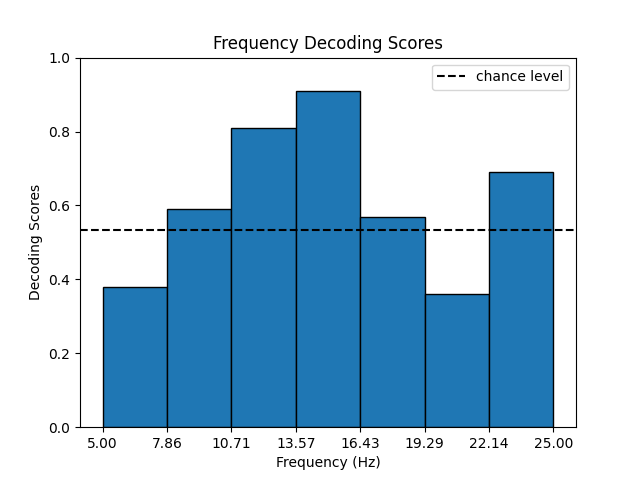 Frequency Decoding Scores
chance level
1.0
0.8
0.6
0.4
0.2
0.0
Decoding Scores
5.00 7.86 10.71 13.57 16.43 19.29 22.14 25.00
Frequency (Hz)